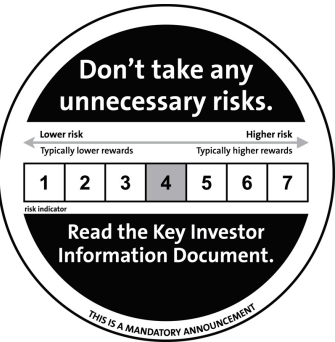 Don't take any
unnecessary risks.
Lower risk Higher risk
Typically lower rewards Typically higher rewards
1 2 3 4 5 6 7
risk indicator
Read the Key Investor
Information Document.
THIS IS A MANDATORY ANNOUNCEMENT